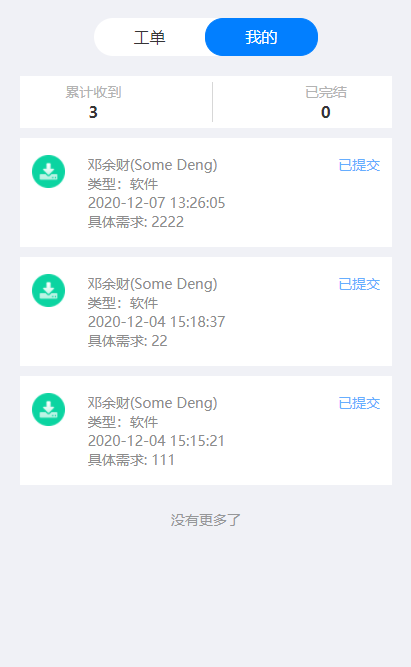 工单 我的
累计收到 已完结
3 0
邓余财(Some Deng) 已提交
类型：软件
2020-12-07 13:26:05
具体需求: 2222
邓余财(Some Deng) 已提交
类型：软件
2020-12-04 15:18:37
具体需求: 22
邓余财(Some Deng) 已提交
类型：软件
2020-12-04 15:15:21
具体需求: 111
没有更多了